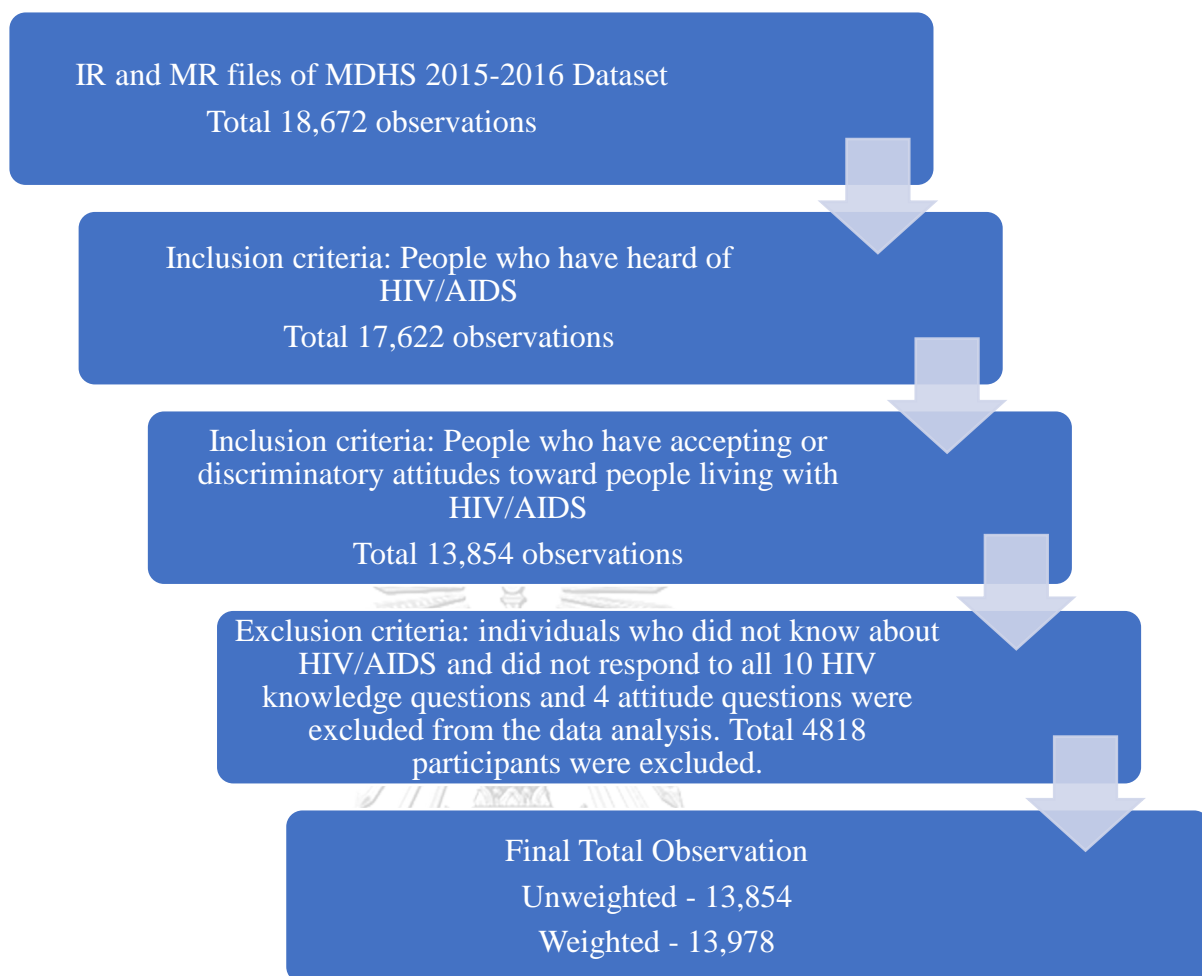 IR and MR files of MDHS 2015-2016 Dataset
Total 18,672 observations
Inclusion criteria: People who have heard of
HIV/AIDS
Total 17,622 observations
Inclusion criteria: People who have accepting or
discriminatory attitudes toward people living with
HIV/AIDS
Total 13,854 observations
Exclusion criteria: individuals who did not know about
HIV/AIDS and did not respond to all 10 HIV
knowledge questions and 4 attitude questions were
excluded from the data analysis. Total 4818
participants were excluded.
Final Total Observation
Unweighted - 13,854
Weighted - 13,978